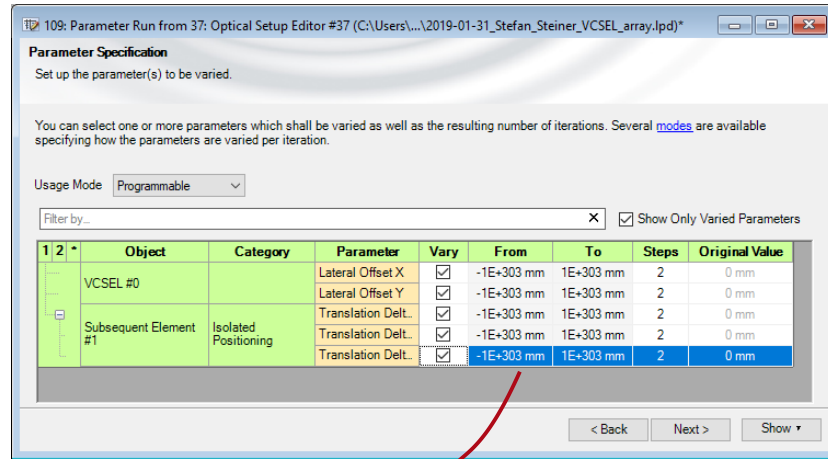 109: Parameter Run from 37: Optical Setup Editor #37 (C:\Users\...\2019-01-31_Stefan_Steiner_VCSEL_array.lpd)*
Parameter Specification
Set up the parameter(s) to be varied.
You can select one or more parameters which shall be varied as well as the resulting number of iterations. Several modes are available
specifying how the parameters are varied per iteration.
Usage Mode Programmable
Filter by... × Show Only Varied Parameters
1 2 * Object Category Parameter Vary From To Steps Original Value
VCSEL #0 Lateral Offset X -1E+303 mm 1E+303 mm 2 0 mm
Lateral Offset Y -1E+303 mm 1E+303 mm 2 0 mm
Subsequent Element #1 Isolated Positioning Translation Delt... -1E+303 mm 1E+303 mm 2 0 mm
Translation Delt... -1E+303 mm 1E+303 mm 2 0 mm
Translation Delt... -1E+303 mm 1E+303 mm 2 0 mm
< Back Next > Show